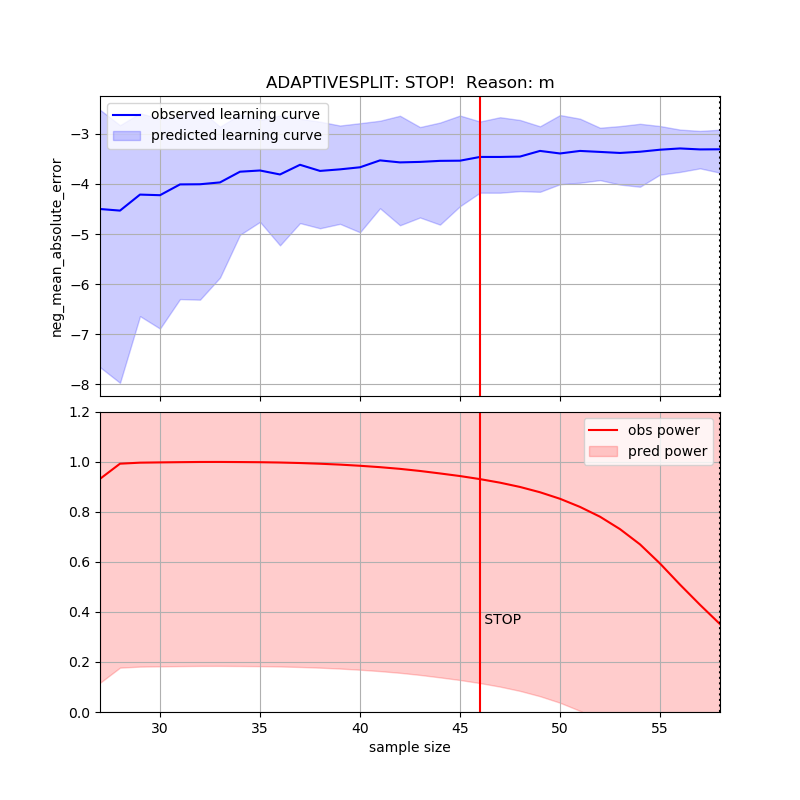 ADAPTIVESPLIT: STOP!  Reason: m
observed learning curve
predicted learning curve
neg_mean_absolute_error
−3
−4
−5
−6
−7
−8
obs power
pred power
1.2
1.0
0.8
0.6
0.4
0.2
0.0
STOP
30 35 40 45 50 55
sample size